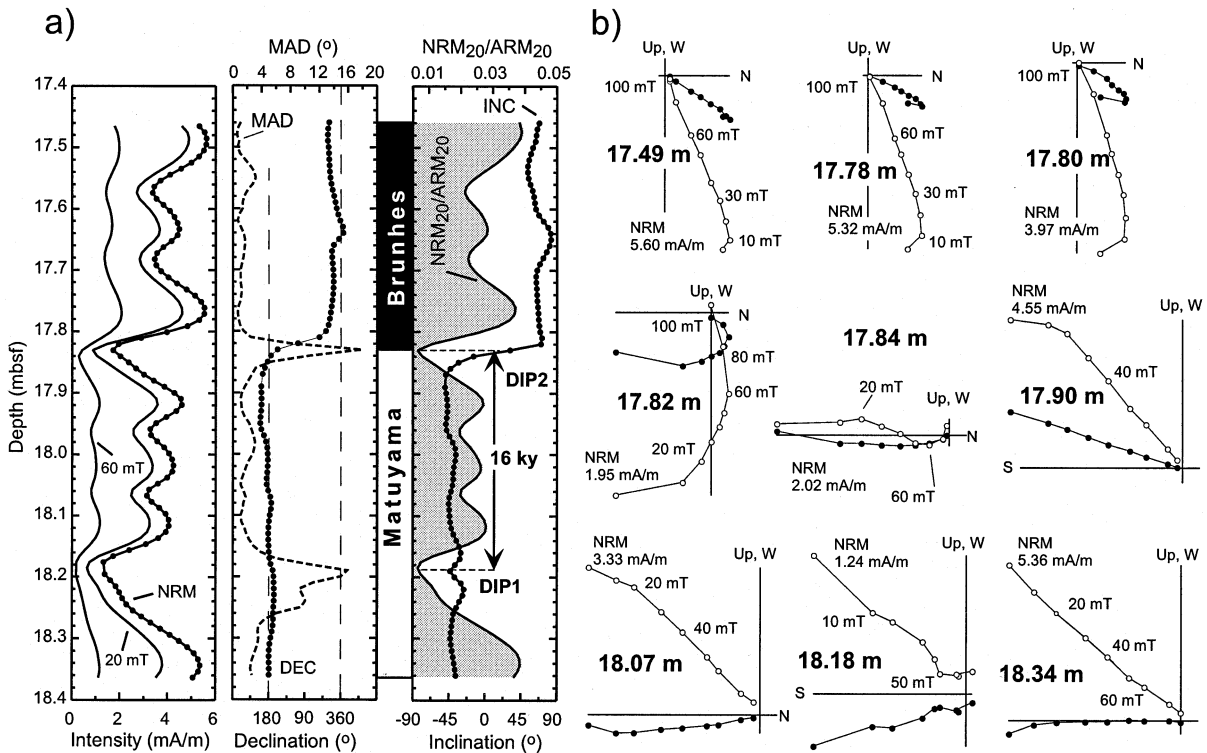 a)
b)
MAD (o)
NRM20/ARM20
0 4 8 12 16 20
0.01 0.03 0.05
17.4
17.5
17.6
17.7
17.8
17.9
18.0
18.1
18.2
18.3
18.4
Depth (mbsf)
60 mT
NRM
20 mT
0 2 4 6
Intensity (mA/m)
MAD
DEC
180 360
Declination (o)
Brunhes
Matuyama
INC
NRM20/ARM20
DIP2
16 ky
DIP1
-90 -45 0 45 90
Inclination (o)
Up, W
N
100 mT
60 mT
17.49 m
30 mT
NRM
5.60 mA/m
10 mT
Up, W
N
100 mT
60 mT
17.78 m
30 mT
NRM
5.32 mA/m
10 mT
Up, W
N
100 mT
17.80 m
NRM
3.97 mA/m
Up, W
N
100 mT
80 mT
60 mT
17.82 m
20 mT
NRM
1.95 mA/m
17.84 m
20 mT
Up, W
N
NRM
2.02 mA/m
60 mT
NRM
4.55 mA/m
Up, W
40 mT
17.90 m
S
NRM
3.33 mA/m
Up, W
20 mT
40 mT
18.07 m
N
NRM
1.24 mA/m
Up, W
10 mT
18.18 m
50 mT
S
NRM
5.36 mA/m
Up, W
20 mT
40 mT
18.34 m
60 mT